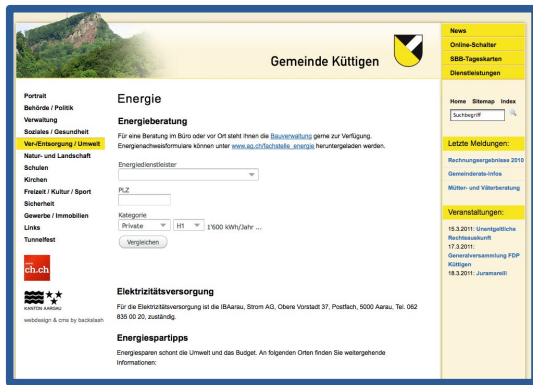 Gemeinde Küttigen
News
Online-Schalter
SBB-Tageskarten
Dienstleistungen
Portrait
Behörde / Politik
Verwaltung
Soziales / Gesundheit
Ver-/Entsorgung / Umwelt
Natur- und Landschaft
Schulen
Kirchen
Freizeit / Kultur / Sport
Sicherheit
Gewerbe / Immobilien
Links
Tunnelfest
ch.ch
KANTON AARGAU
webdesign & cms by backslash
Energie
Energieberatung
Für eine Beratung im Büro oder vor Ort steht Ihnen die Bauverwaltung gerne zur Verfügung.
Energienachweisformulare können unter www.ag.ch/fachstelle_energie heruntergeladen werden.
Energiedienstleister
PLZ
Kategorie
Private H1 1'600 kWh/Jahr ...
Vergleichen
Elektrizitätsversorgung
Für die Elektrizitätsversorgung ist die IBAarau, Strom AG, Obere Vorstadt 37, Postfach, 5000 Aarau, Tel. 062
835 00 20, zuständig.
Energiespartipps
Energiesparen schont die Umwelt und das Budget. An folgenden Orten finden Sie weitergehende
Informationen:
Home Sitemap Index
Suchbegriff
Letzte Meldungen:
Rechnungsergebnisse 2010
Gemeinderats-Infos
Mütter- und Väterberatung
Veranstaltungen:
15.3.2011: Unentgeltliche
Rechtsauskunft
17.3.2011:
Generalversammlung FDP
Küttigen
18.3.2011: Juramareili